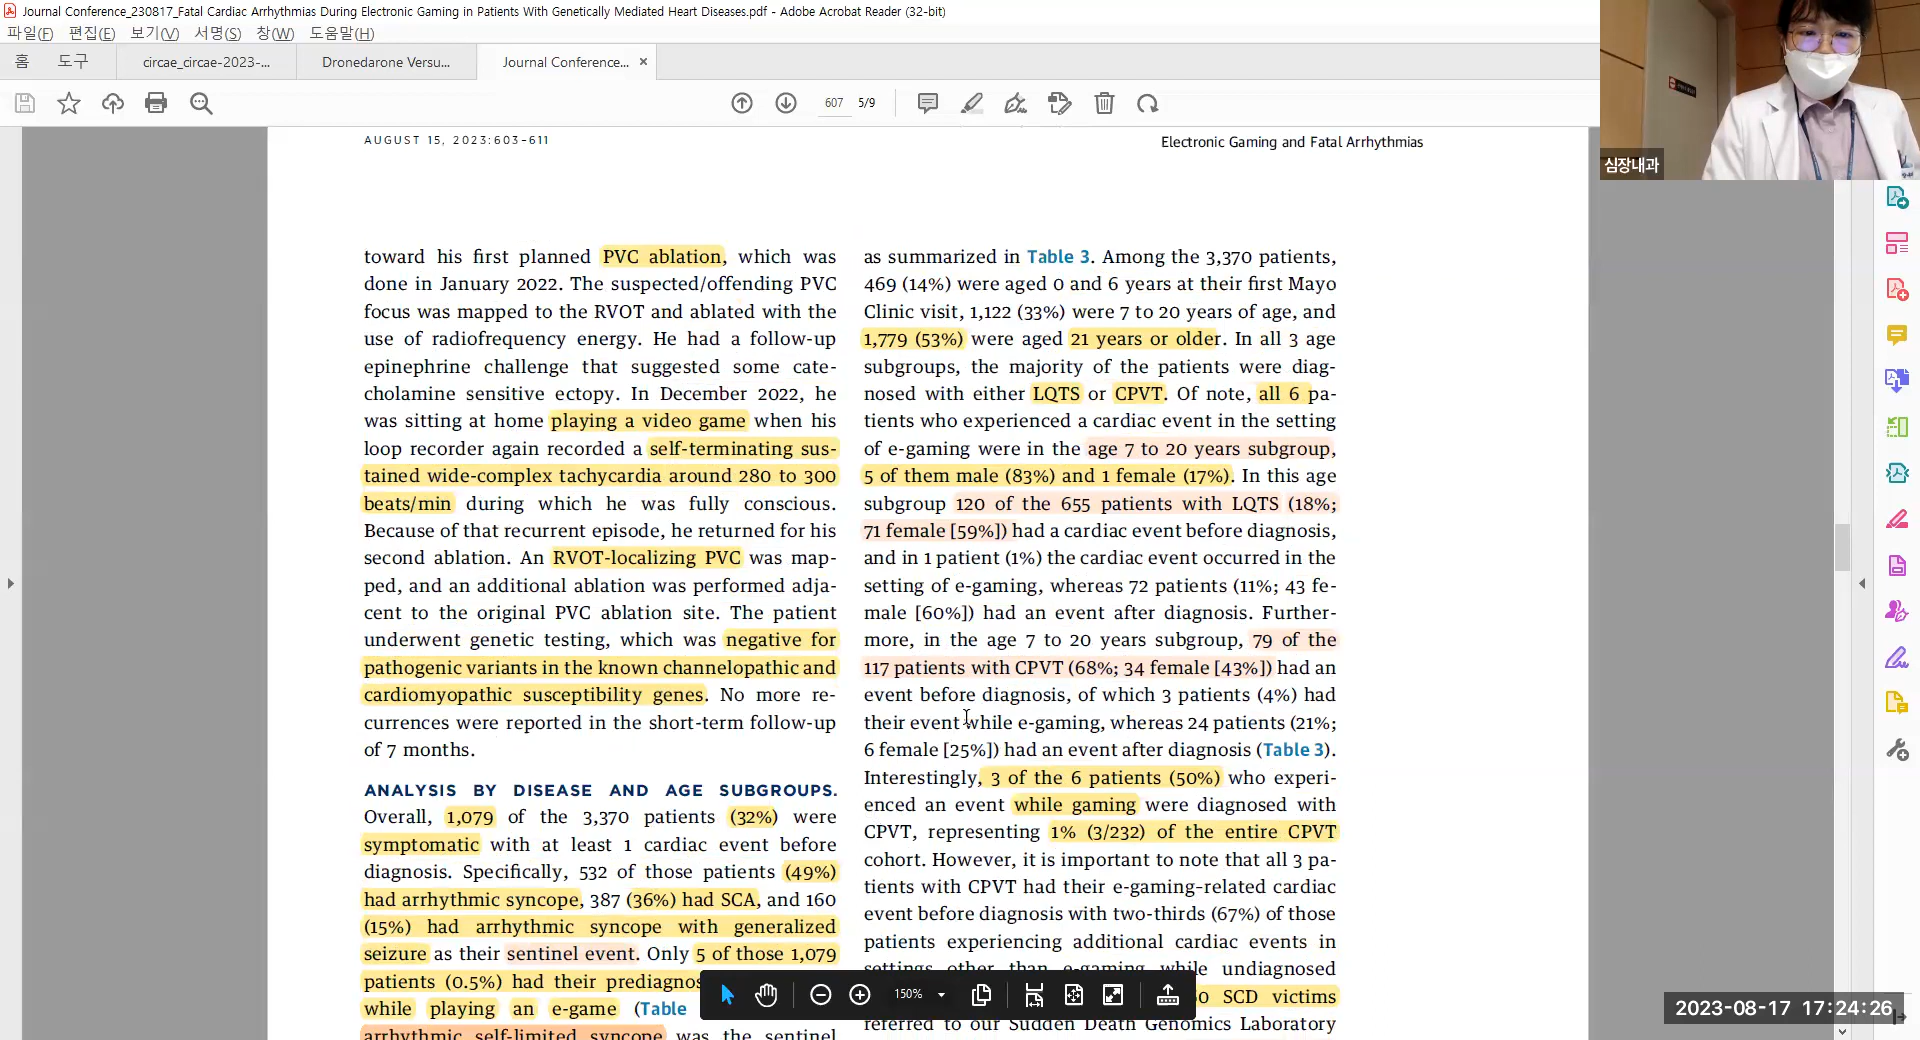 Journal Conference_230817_Fatal Cardiac Arrhythmias During Electronic Gaming in Patients With Genetically Mediated Heart Diseases.pdf - Adobe Acrobat Reader (32-bit)
파일(F) 편집(E) 보기(V) 서명(S) 창(W) 도움말(H)
홈 도구 circae_circae-2023-... Dronedarone Versu... Journal Conference... ×
607 5/9
심장내과
AUGUST 15, 2023:603-611
Electronic Gaming and Fatal Arrhythmias
toward his first planned PVC ablation, which was
done in January 2022. The suspected/offending PVC
focus was mapped to the RVOT and ablated with the
use of radiofrequency energy. He had a follow-up
epinephrine challenge that suggested some cate-
cholamine sensitive ectopy. In December 2022, he
was sitting at home playing a video game when his
loop recorder again recorded a self-terminating sus-
tained wide-complex tachycardia around 280 to 300
beats/min during which he was fully conscious.
Because of that recurrent episode, he returned for his
second ablation. An RVOT-localizing PVC was map-
ped, and an additional ablation was performed adja-
cent to the original PVC ablation site. The patient
underwent genetic testing, which was negative for
pathogenic variants in the known channelopathic and
cardiomyopathic susceptibility genes. No more re-
currences were reported in the short-term follow-up
of 7 months.
ANALYSIS BY DISEASE AND AGE SUBGROUPS.
Overall, 1,079 of the 3,370 patients (32%) were
symptomatic with at least 1 cardiac event before
diagnosis. Specifically, 532 of those patients (49%)
had arrhythmic syncope, 387 (36%) had SCA, and 160
(15%) had arrhythmic syncope with generalized
seizure as their sentinel event. Only 5 of those 1,079
patients (0.5%) had their prediagnos
while playing an e-game (Table
arrhythmic self-limited syncope was the sentinel
as summarized in Table 3. Among the 3,370 patients,
469 (14%) were aged 0 and 6 years at their first Mayo
Clinic visit, 1,122 (33%) were 7 to 20 years of age, and
1,779 (53%) were aged 21 years or older. In all 3 age
subgroups, the majority of the patients were diag-
nosed with either LQTS or CPVT. Of note, all 6 pa-
tients who experienced a cardiac event in the setting
of e-gaming were in the age 7 to 20 years subgroup,
5 of them male (83%) and 1 female (17%). In this age
subgroup 120 of the 655 patients with LQTS (18%;
71 female [59%]) had a cardiac event before diagnosis,
and in 1 patient (1%) the cardiac event occurred in the
setting of e-gaming, whereas 72 patients (11%; 43 fe-
male [60%]) had an event after diagnosis. Further-
more, in the age 7 to 20 years subgroup, 79 of the
117 patients with CPVT (68%; 34 female [43%]) had an
event before diagnosis, of which 3 patients (4%) had
their event while e-gaming, whereas 24 patients (21%;
6 female [25%]) had an event after diagnosis (Table 3).
Interestingly, 3 of the 6 patients (50%) who experi-
enced an event while gaming were diagnosed with
CPVT, representing 1% (3/232) of the entire CPVT
cohort. However, it is important to note that all 3 pa-
tients with CPVT had their e-gaming-related cardiac
event before diagnosis with two-thirds (67%) of those
patients experiencing additional cardiac events in
settings other than e-gaming while undiagnosed
0 SCD victims
referred to our Sudden Death Genomics Laboratory
150%
2023-08-17 17:24:26